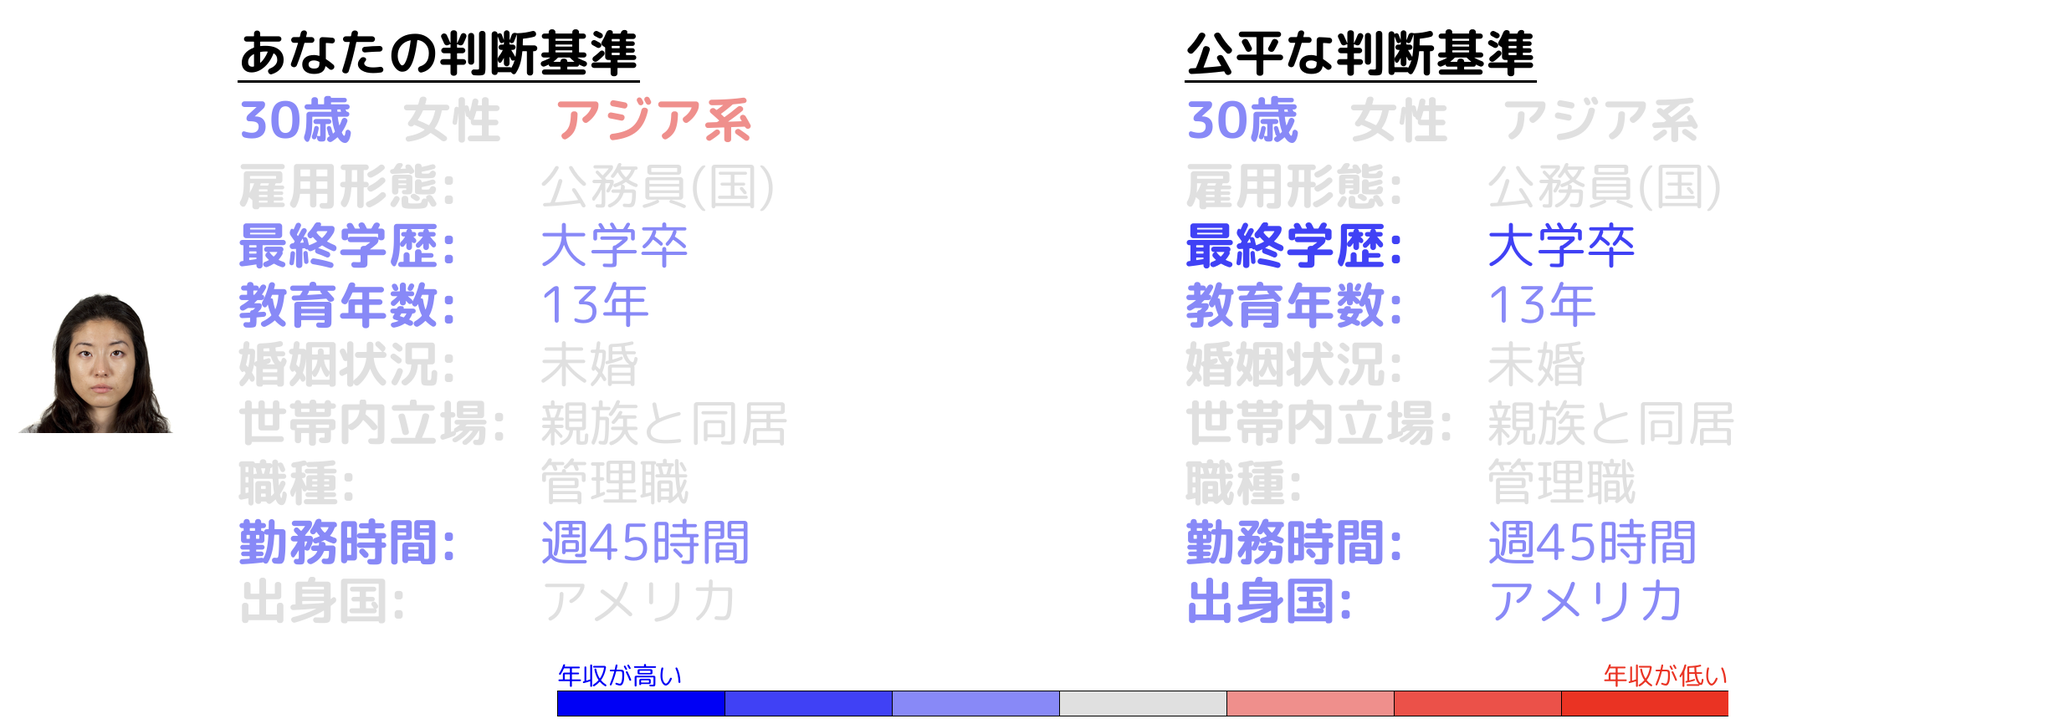 あなたの判断基準
30歳 女性 アジア系
雇用形態: 公務員(国)
最終学歴: 大学卒
教育年数: 13年
婚姻状況: 未婚
世帯内立場: 親族と同居
職種: 管理職
勤務時間: 週45時間
出身国: アメリカ
公平な判断基準
30歳 女性 アジア系
雇用形態: 公務員(国)
最終学歴: 大学卒
教育年数: 13年
婚姻状況: 未婚
世帯内立場: 親族と同居
職種: 管理職
勤務時間: 週45時間
出身国: アメリカ
年収が高い
年収が低い